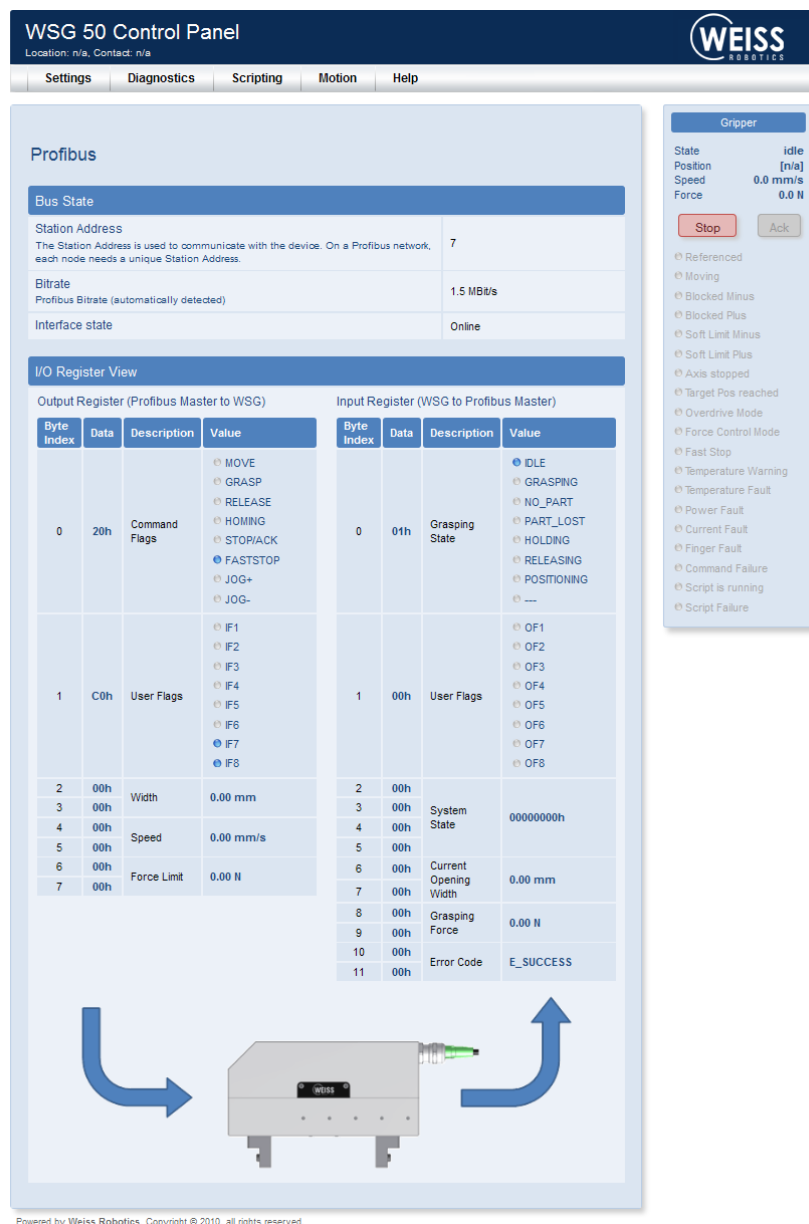 WSG 50 Control Panel
Location: n/a, Contact: n/a
WEISS
ROBOTICS
Settings Diagnostics Scripting Motion Help
Profibus
Bus State
Station Address
The Station Address is used to communicate with the device. On a Profibus network,
each node needs a unique Station Address.
7
Bitrate
Profibus Bitrate (automatically detected)
1.5 MBit/s
Interface state
Online
I/O Register View
Output Register (Profibus Master to WSG)
Byte Index Data Description Value
0 20h Command Flags
MOVE
GRASP
RELEASE
HOMING
STOP/ACK
FASTSTOP
JOG+
JOG-
1 C0h User Flags
IF1
IF2
IF3
IF4
IF5
IF6
IF7
IF8
2 00h
3 00h
Width 0.00 mm
4 00h
5 00h
Speed 0.00 mm/s
6 00h
7 00h
Force Limit 0.00 N
Input Register (WSG to Profibus Master)
Byte Index Data Description Value
0 01h Grasping State
IDLE
GRASPING
NO_PART
PART_LOST
HOLDING
RELEASING
POSITIONING
---
1 00h User Flags
OF1
OF2
OF3
OF4
OF5
OF6
OF7
OF8
2 00h
3 00h
4 00h
5 00h
System State 00000000h
6 00h
7 00h
Current Opening Width 0.00 mm
8 00h
9 00h
Grasping Force 0.00 N
10 00h
11 00h
Error Code E_SUCCESS
WEISS
Gripper
State idle
Position [n/a]
Speed 0.0 mm/s
Force 0.0 N
Stop Ack
Referenced
Moving
Blocked Minus
Blocked Plus
Soft Limit Minus
Soft Limit Plus
Axis stopped
Target Pos reached
Overdrive Mode
Force Control Mode
Fast Stop
Temperature Warning
Temperature Fault
Power Fault
Current Fault
Finger Fault
Command Failure
Script is running
Script Failure
Powered by Weiss Robotics. Copyright © 2010, all rights reserved